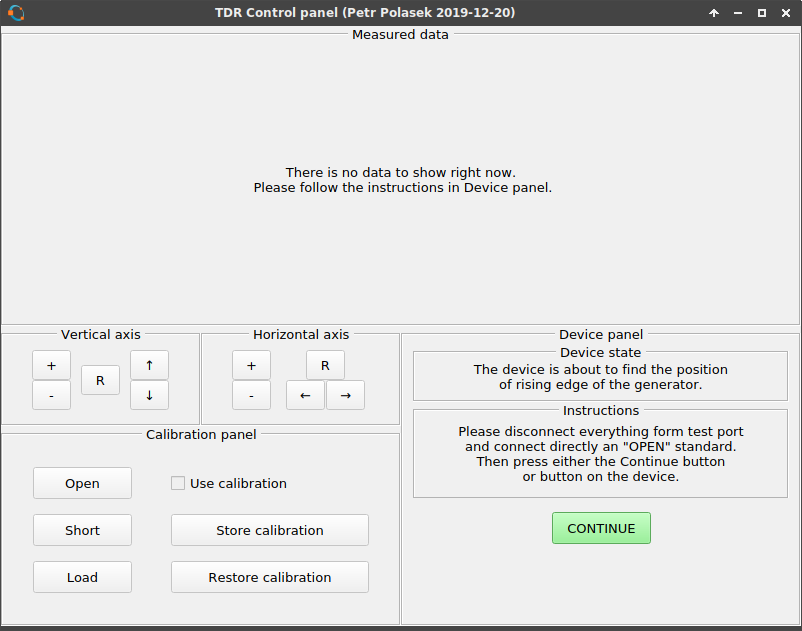 TDR Control panel (Petr Polasek 2019-12-20)
Measured data
There is no data to show right now.
Please follow the instructions in Device panel.
Vertical axis
+
-
R
↑
↓
Horizontal axis
+
-
R
←
→
Calibration panel
Open
Use calibration
Short
Store calibration
Load
Restore calibration
Device panel
Device state
The device is about to find the position
of rising edge of the generator.
Instructions
Please disconnect everything form test port
and connect directly an "OPEN" standard.
Then press either the Continue button
or button on the device.
CONTINUE